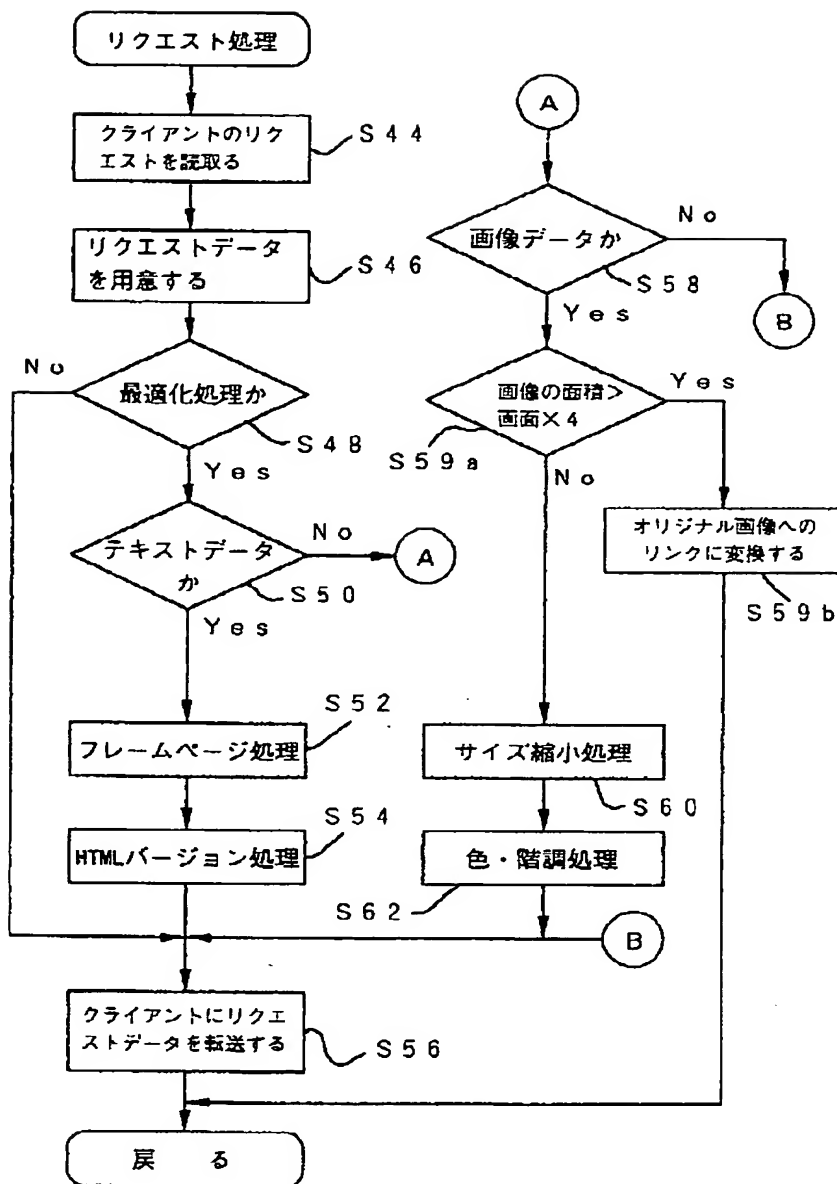 リクエスト処理
クライアントのリク
エストを読取る
S44
リクエストデータ
を用意する
S46
No
最適化処理か
S48
Yes
テキストデータ
か
No
A
S50
Yes
S52
フレームページ処理
S54
HTMLバージョン処理
クライアントにリクエ
ストデータを転送する
S56
戻 る
A
画像データか
No
S58
B
Yes
画像の面積>
画面×4
Yes
S59a
No
オリジナル画像への
リンクに変換する
S59b
サイズ縮小処理
S60
色・階調処理
S62
B